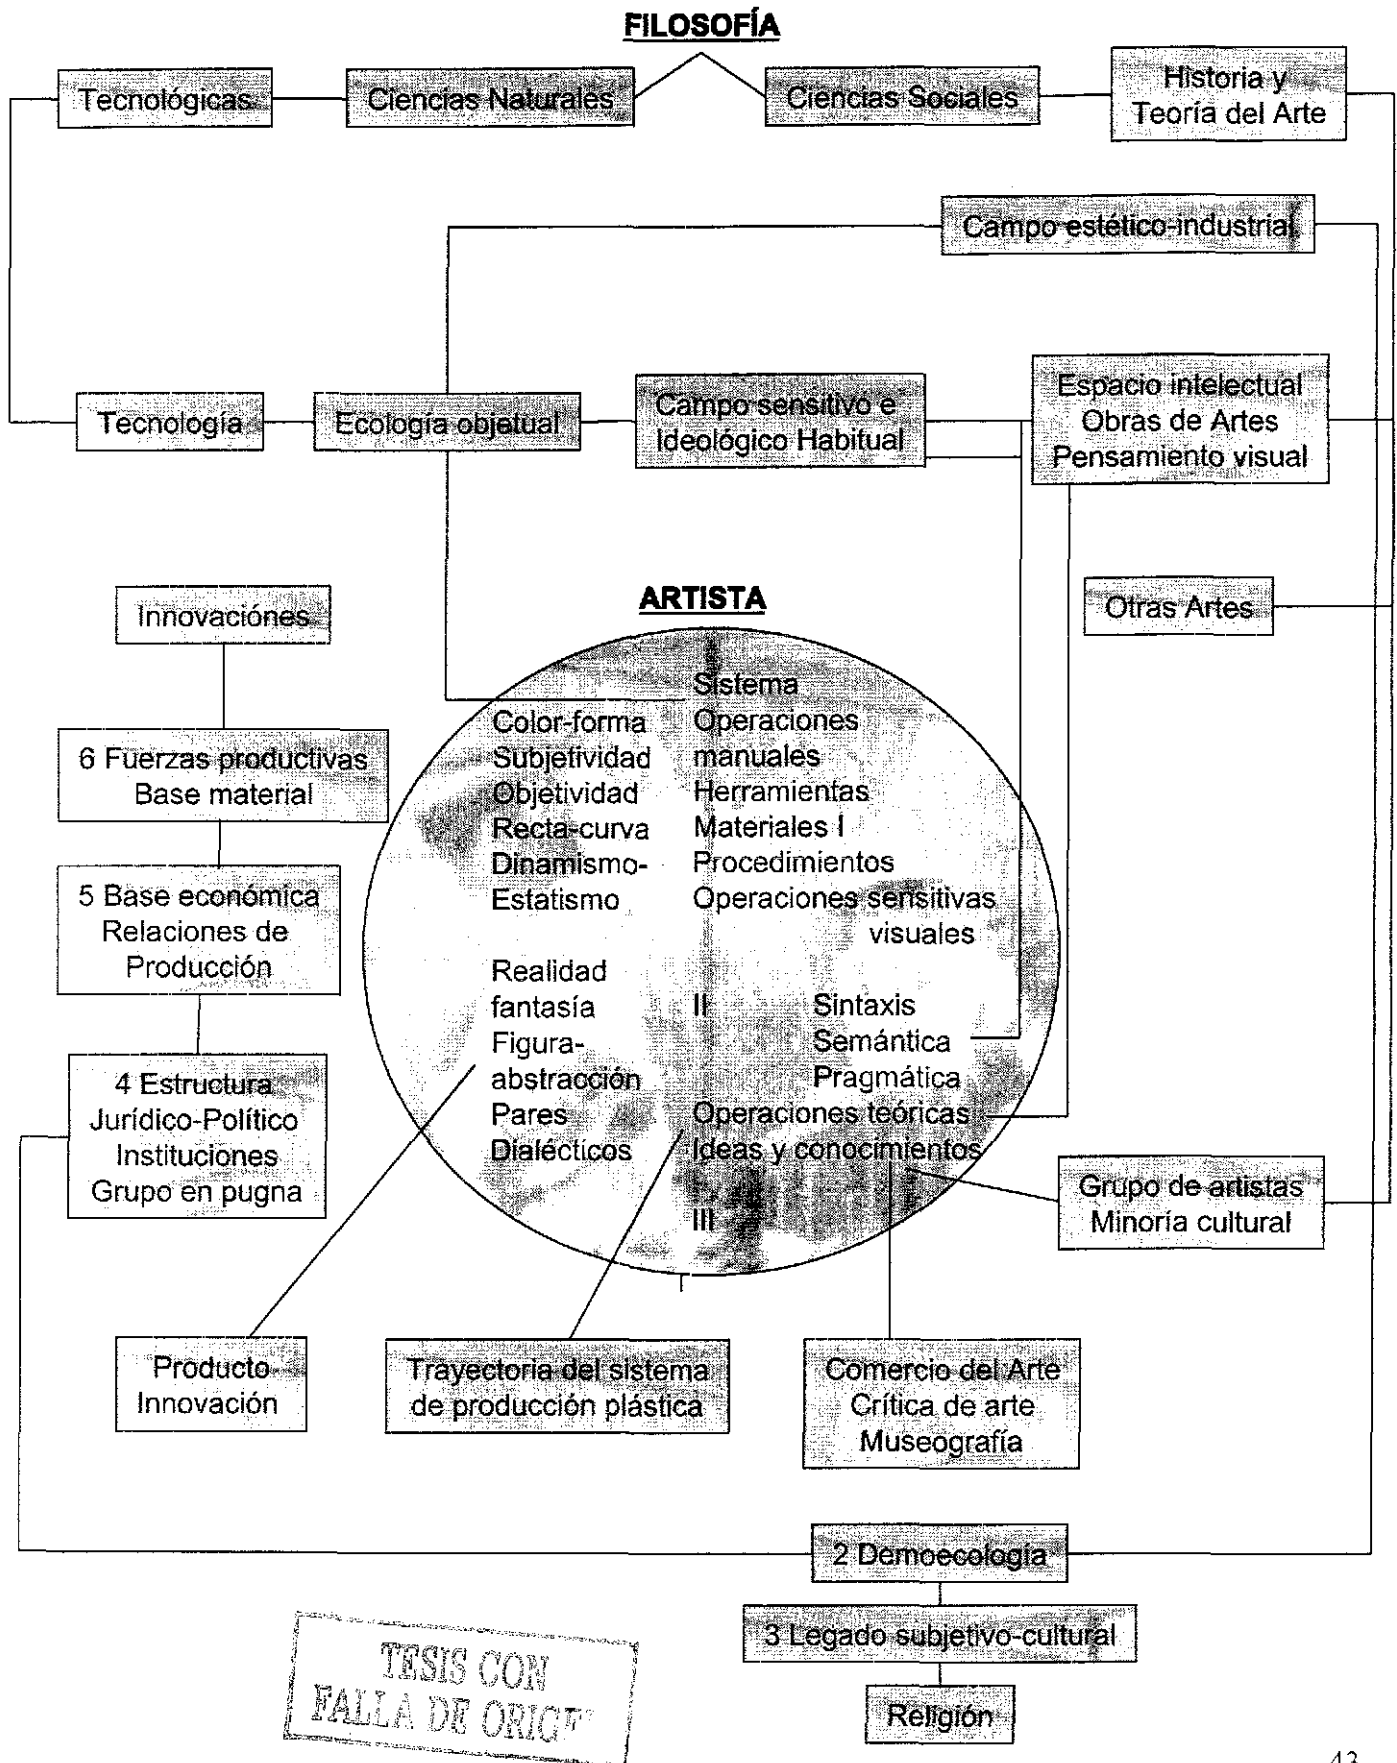 FILOSOFÍA
Tecnológicas
Ciencias Naturales
Ciencias Sociales
Historia y
Teoría del Arte
Campo estético-industrial
Tecnología
Ecología objetual
Campo sensitivo e
Ideológico Habitual
Espacio intelectual
Obras de Artes
Pensamiento visual
Innovaciónes
ARTISTA
Otras Artes
6 Fuerzas productivas
Base material
5 Base económica
Relaciones de
Producción
4 Estructura
Jurídico-Político
Instituciones
Grupo en pugna
Color-forma
Subjetividad
Objetividad
Recta-curva
Dinamismo-
Estatismo
Realidad
fantasía
Figura-
abstracción
Pares
Dialécticos
Sistema
Operaciones
manuales
Herramientas
Materiales I
Procedimientos
Operaciones sensitivas
visuales
II Sintaxis
Semántica
Pragmática
Operaciones teóricas
Ideas y conocimientos
III
Grupo de artistas
Minoría cultural
Producto-
Innovación
Trayectoria del sistema
de producción plástica
Comercio del Arte
Crítica de arte
Museografía
2 Demoecología
3 Legado subjetivo-cultural
Religión
TESIS CON
FALLA DE
43